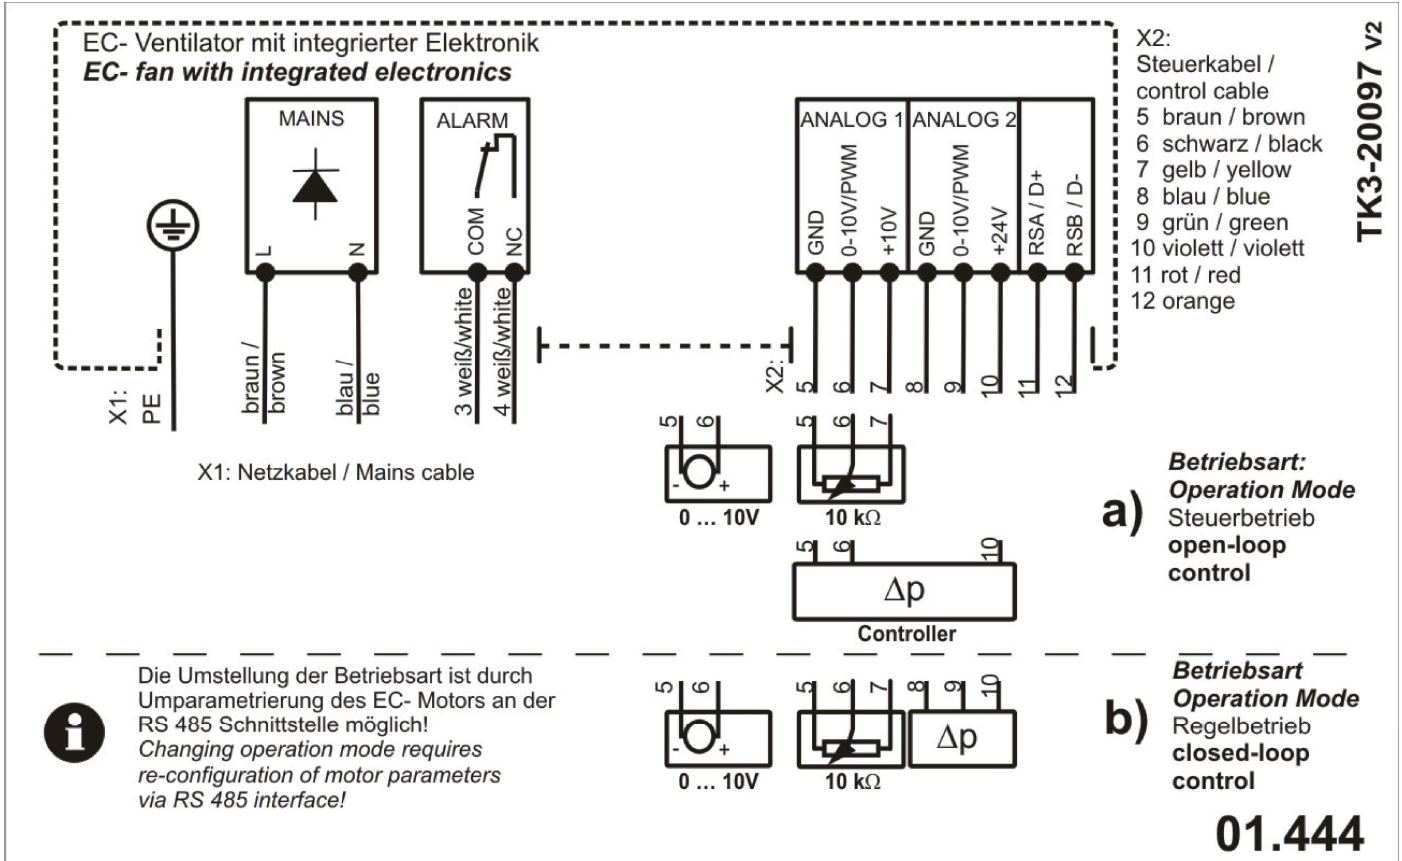 EC- Ventilator mit integrierter Elektronik
EC- fan with integrated electronics
MAINS
L
N
ALARM
COM
NC
ANALOG 1
GND
0-10V/PWM
+10V
ANALOG 2
GND
0-10V/PWM
+24V
RSA / D+
RSB / D-
X2:
Steuerkabel /
control cable
5 braun / brown
6 schwarz / black
7 gelb / yellow
8 blau / blue
9 grün / green
10 violett / violett
11 rot / red
12 orange
TK3-20097 V2
X1:
PE
braun /
brown
blau /
blue
3 weiß/white
4 weiß/white
X2:
5
6
7
8
9
10
11
12
X1: Netzkabel / Mains cable
5
6
- +
0 ... 10V
5
6
7
10 kΩ
5
6
10
Δp
Controller
a)
Betriebsart:
Operation Mode
Steuerbetrieb
open-loop
control
i
Die Umstellung der Betriebsart ist durch
Umparametrierung des EC- Motors an der
RS 485 Schnittstelle möglich!
Changing operation mode requires
re-configuration of motor parameters
via RS 485 interface!
5
6
- +
0 ... 10V
5
6
7
10 kΩ
8
9
10
Δp
b)
Betriebsart
Operation Mode
Regelbetrieb
closed-loop
control
01.444